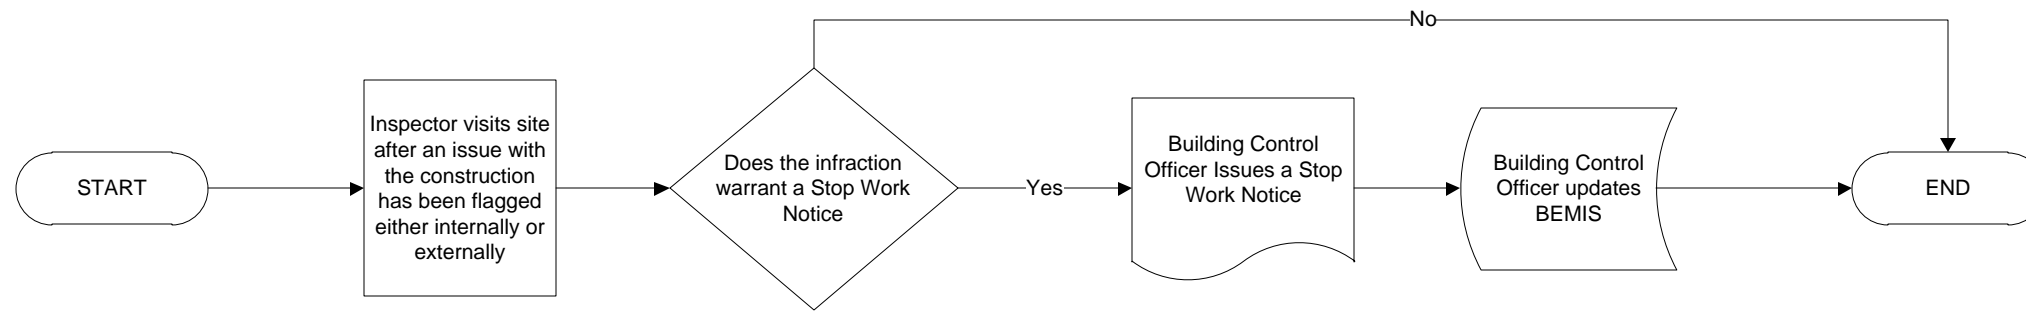 No
START
Inspector visits site
after an issue with
the construction
has been flagged
either internally or
externally
Does the infraction
warrant a Stop Work
Notice
Yes
Building Control
Officer Issues a Stop
Work Notice
Building Control
Officer updates
BEMIS
END